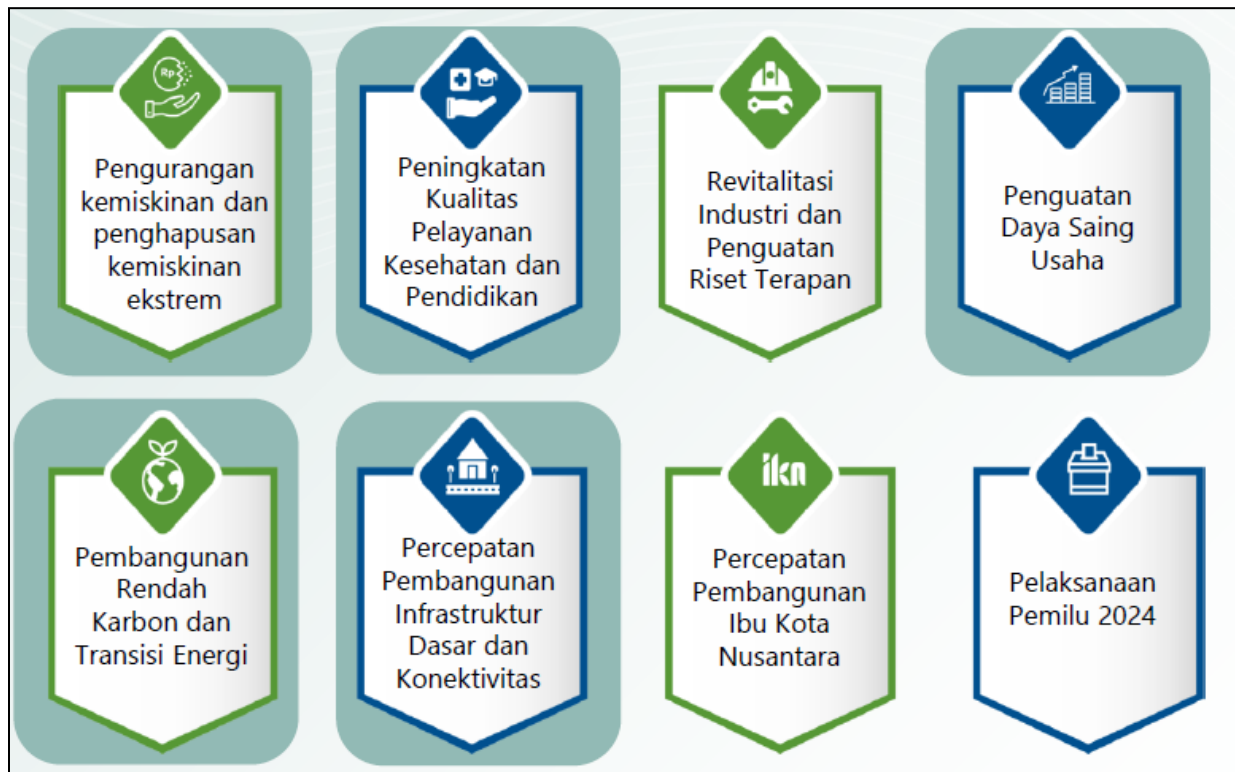 Rp
Pengurangan
kemiskinan dan
penghapusan
kemiskinan
ekstrem
Peningkatan
Kualitas
Pelayanan
Kesehatan dan
Pendidikan
Revitalitasi
Industri dan
Penguatan
Riset Terapan
Penguatan
Daya Saing
Usaha
Pembangunan
Rendah
Karbon dan
Transisi Energi
Percepatan
Pembangunan
Infrastruktur
Dasar dan
Konektivitas
ikn
Percepatan
Pembangunan
Ibu Kota
Nusantara
Pelaksanaan
Pemilu 2024